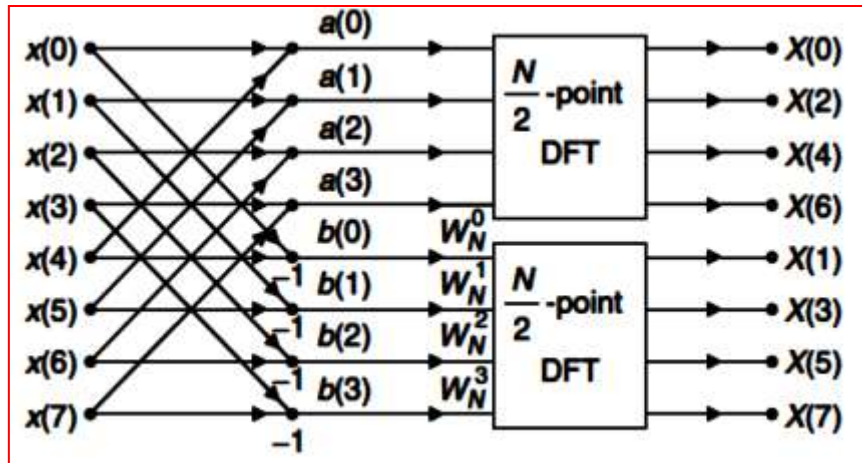 x(0) a(0) X(0)
x(1) a(1) N/2 -point X(2)
x(2) a(2) DFT X(4)
x(3) a(3) X(6)
x(4) b(0) W_N^0 X(1)
−1
x(5) b(1) W_N^1 N/2 -point X(3)
−1
x(6) b(2) W_N^2 DFT X(5)
−1
x(7) b(3) W_N^3 X(7)
−1